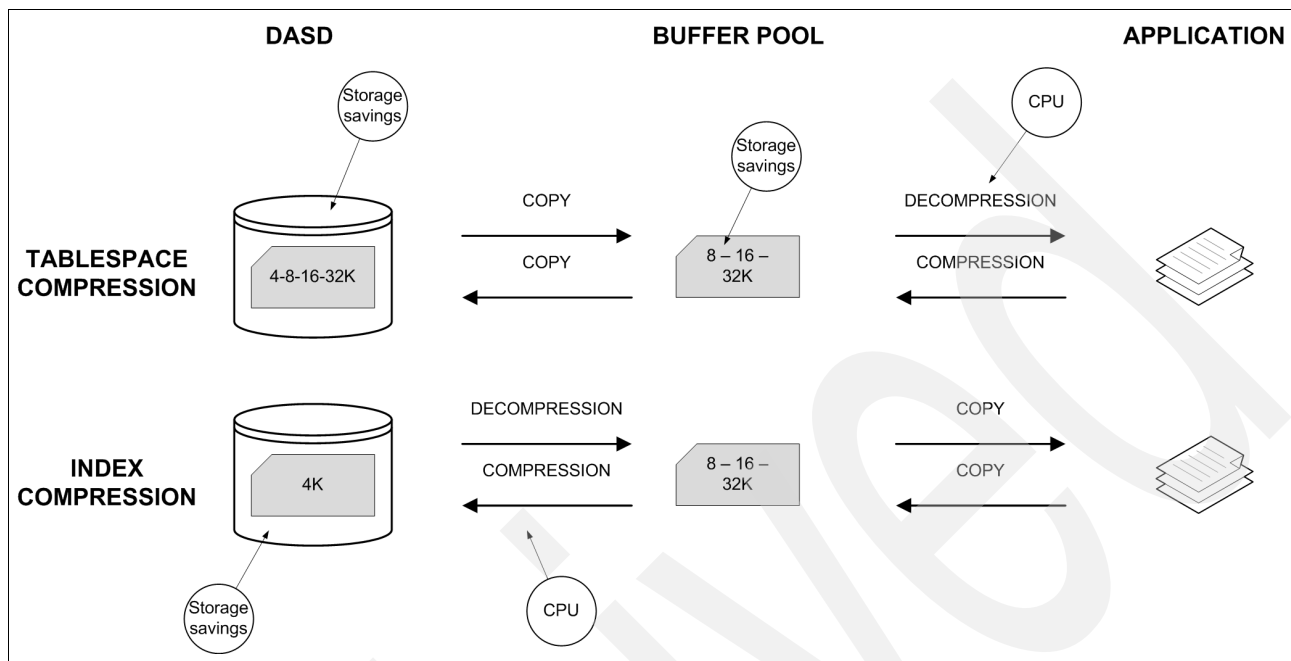 DASD
BUFFER POOL
APPLICATION
Storage
savings
CPU
Storage
savings
TABLESPACE
COMPRESSION
4-8-16-32K
COPY
COPY
8 – 16 –
32K
DECOMPRESSION
COMPRESSION
INDEX
COMPRESSION
4K
DECOMPRESSION
COMPRESSION
8 – 16 –
32K
COPY
COPY
Storage
savings
CPU